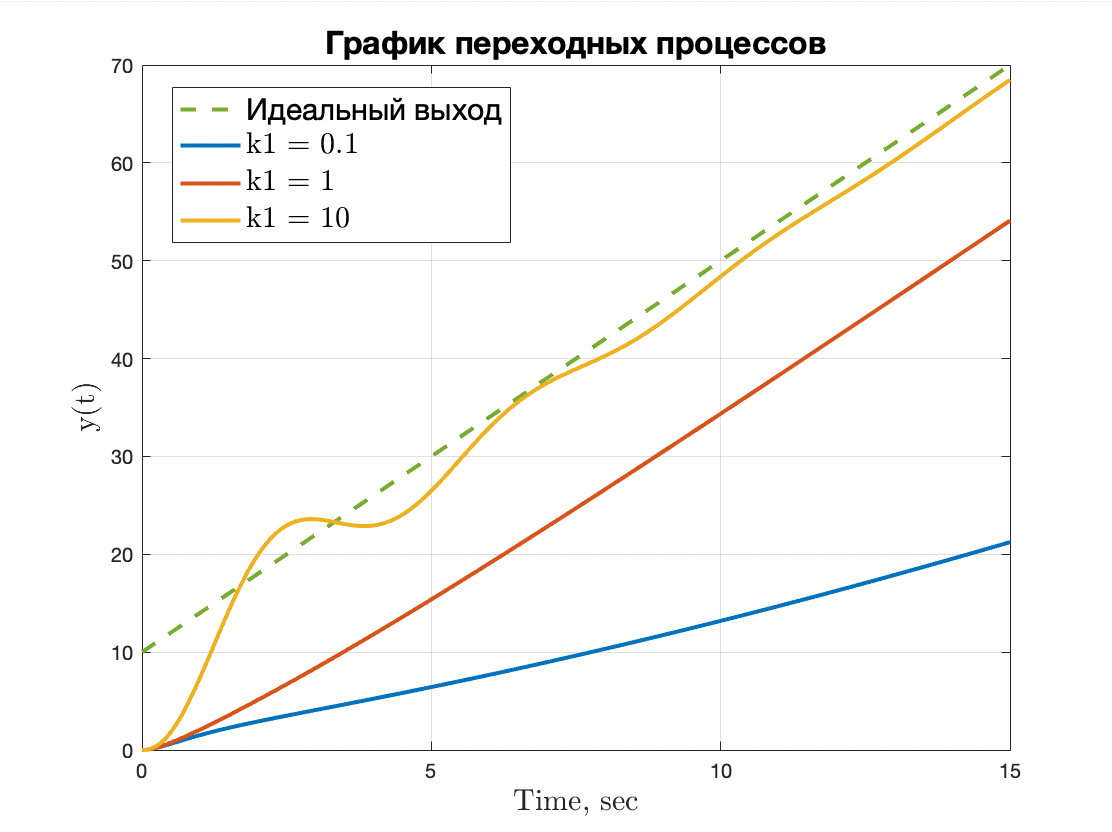 График переходных процессов
70
60
50
40
30
20
10
0
y(t)
Идеальный выход
k1 = 0.1
k1 = 1
k1 = 10
0
5
10
15
Time, sec